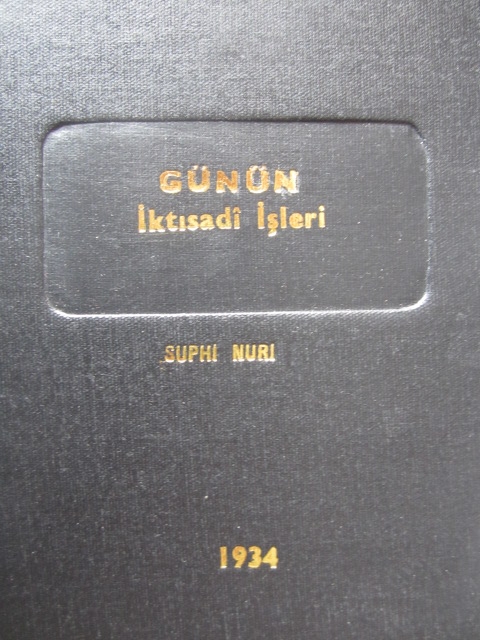 GÜNÜN
İktısadî İşleri
SUPHİ NURİ
1934